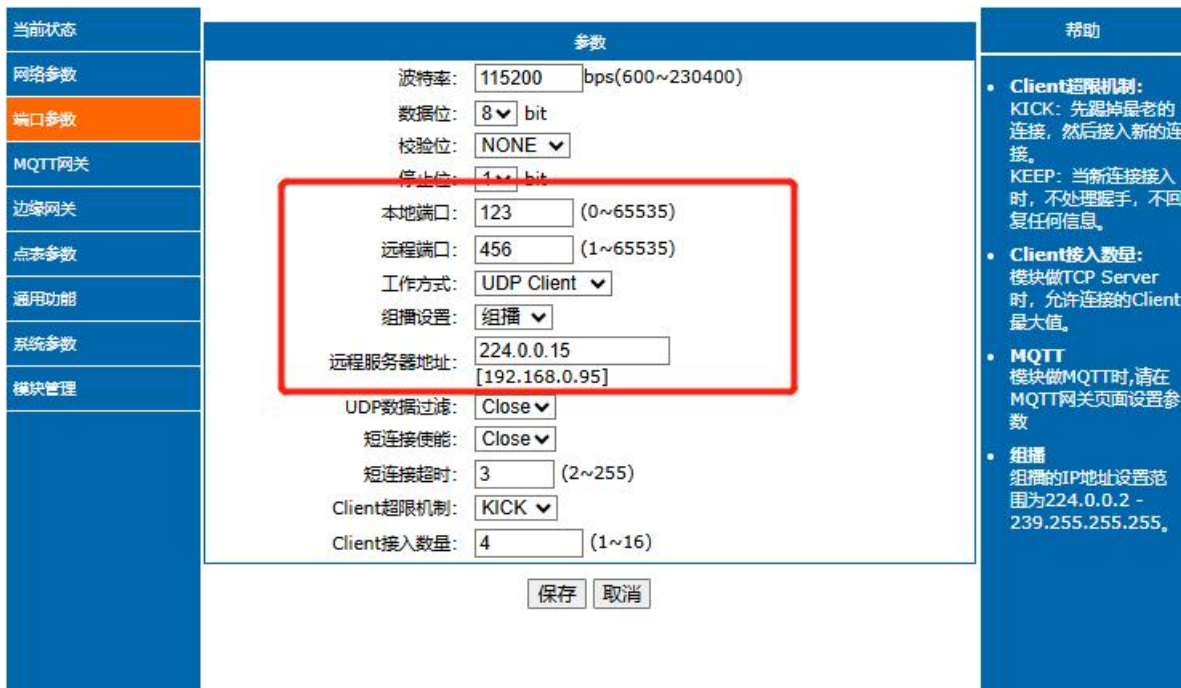 当前状态
网络参数
端口参数
MQTT网关
边缘网关
点表参数
通用功能
系统参数
模块管理
参数
波特率: 115200 bps(600~230400)
数据位: 8 bit
校验位: NONE
停止位: 1 bit
本地端口: 123 (0~65535)
远程端口: 456 (1~65535)
工作方式: UDP Client
组播设置: 组播
远程服务器地址: 224.0.0.15
[192.168.0.95]
UDP数据过滤: Close
短连接使能: Close
短连接超时: 3 (2~255)
Client超限机制: KICK
Client接入数量: 4 (1~16)
保存 取消
帮助
• Client超限机制:
KICK: 先踢掉最老的
连接，然后接入新的连
接。
KEEP: 当新连接接入
时，不处理握手，不回
复任何信息。
• Client接入数量:
模块做TCP Server
时，允许连接的Client
最大值。
• MQTT
模块做MQTT时,请在
MQTT网关页面设置参
数
• 组播
组播的IP地址设置范
围为224.0.0.2 -
239.255.255.255。